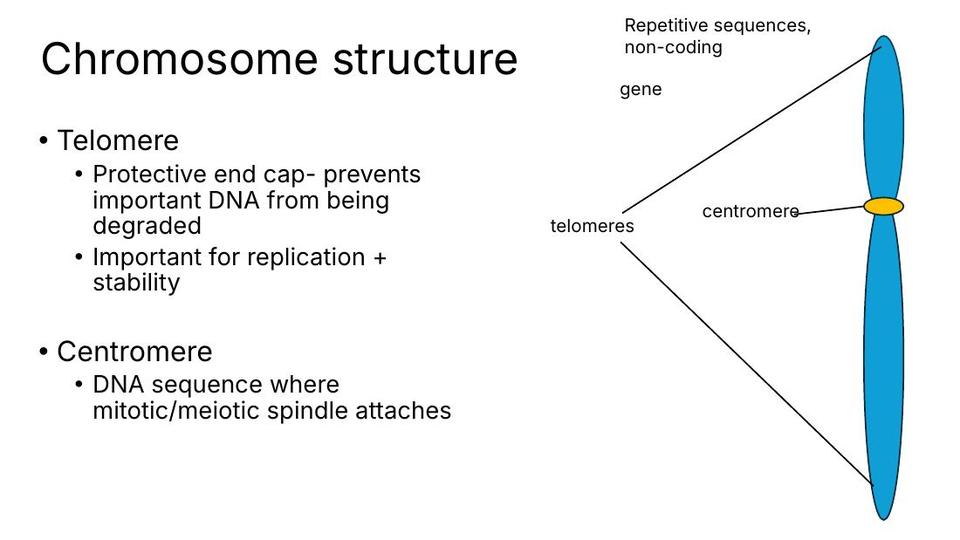 Chromosome structure
• Telomere
• Protective end cap- prevents
important DNA from being
degraded
• Important for replication +
stability
• Centromere
• DNA sequence where
mitotic/meiotic spindle attaches
Repetitive sequences,
non-coding
gene
telomeres
centromere